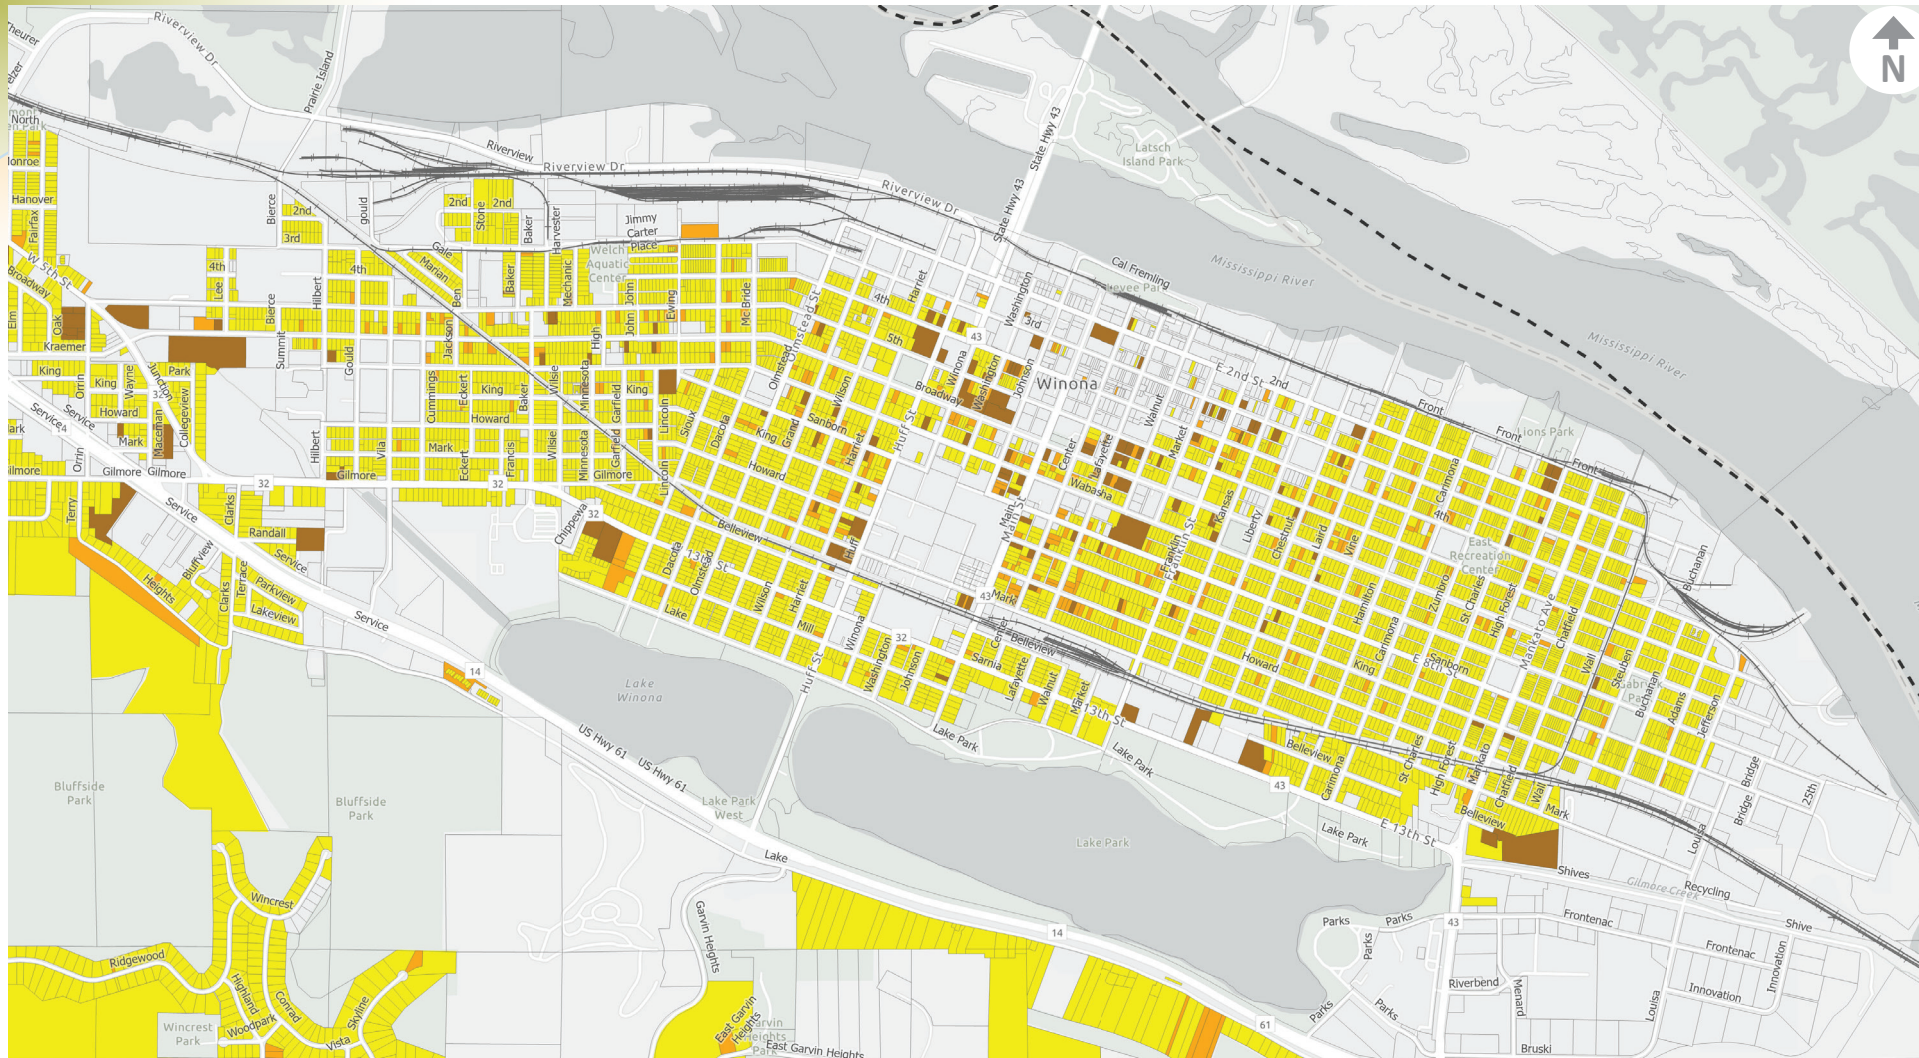 Riverview Dr
Prairie Island
North
Hanover
Fairfax
W 5th St
Broadway
Elm
Oak
Kraemer
King
Orrin
King
Wayne
Howard
Mark
Park
Junction
32
Maceman
Collegeview
Service
Service
14
Orrin
Gilmore
Gilmore
32
Terry
Service
Clarks
Randall
Bluffview
Service
Heights
Clarks
Terrace
Parkview
Lakeview
Service
Riverview
Riverview Dr
Bierce
2nd
3rd
gould
2nd
2nd
Stone
Baker
Harvester
Jimmy
Carter
Place
Welch
Aquatic
Center
4th
Lee
Bierce
Hilbert
4th
Gale
Marian
Ben
Baker
Mechanic
John
John
High
Ewing
McBride
Summit
Gould
Jackson
Cummings
Eckert
King
Howard
Baker
Wilsie
Minnesota
Garfield
King
Lincoln
Sioux
Dacota
Hilbert
Vila
Mark
Eckert
Francis
Wilsie
Minnesota
Garfield
Gilmore
Gilmore
Lincoln
32
32
Chippewa
Riverview Dr
State Hwy 43
State Hwy 43
Latsch
Island Park
Cal Fremling
Levee Park
Mississippi River
Mississippi River
Olmstead St
Olmstead
4th
Harriet
5th
43
Washington
3rd
Winona
Washington
Johnson
Winona
Broadway
Wilson
Sanborn
Grand
King
Harriet
Huff St
Howard
Belleview
13th St
Dacota
Olmstead
Wilson
Harriet
Huff
Lake
Mill
Winona
Huff St
32
Washington
Johnson
Main
Main St
Center
Lafayette
Wabasha
Walnut
Market
E 2nd St
2nd
Front
Front
Front
Lions Park
Kansas
Liberty
Franklin
Franklin St
Chestnut
Laird
Vine
Carimona
4th
East
Recreation
Center
Hamilton
Carimona
Zumbro
St Charles
High Forest
Mankato Ave
Chatfield
Wall
Steuben
Buchanan
Gabrych
Park
Buchanan
Adams
Jefferson
43
Mark
Center
Belleview
Sarnia
Lafayette
Walnut
Market
13th St
Howard
King
Sanborn
E 8th St
Lake Park
Lake Park
Belleview
43
Carimona
St Charles
High Forest
Mankato
Chatfield
Wall
Mark
Belleview
Lake Park
E 13th St
Bridge
Bridge
25th
Louisa
Shives
Gilmore Creek
Recycling
Shive
Lake
Winona
14
US Hwy 61
US Hwy 61
Lake Park
West
Lake
Lake Park
Bluffside
Park
Bluffside
Park
Wincrest
Ridgewood
Highland
Conrad
Skyline
Woodpark
Vista
Wincrest
Park
Garvin Heights
East Garvin
Heights
Garvin
Heights
Park
East Garvin Heights
14
61
Parks
Parks
Parks
Parks
Parks
43
Frontenac
Frontenac
Innovation
Innovation
Riverbend
Menard
Louisa
Bruski
N